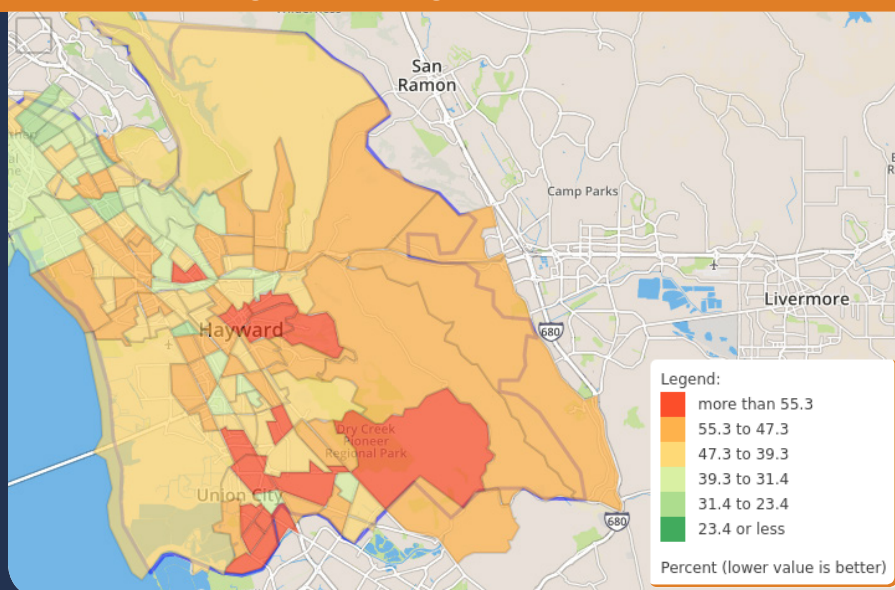 San
Ramon
Camp Parks
Livermore
680
Hayward
Dry Creek
Pioneer
Regional Park
Union City
680
Legend:
more than 55.3
55.3 to 47.3
47.3 to 39.3
39.3 to 31.4
31.4 to 23.4
23.4 or less
Percent (lower value is better)